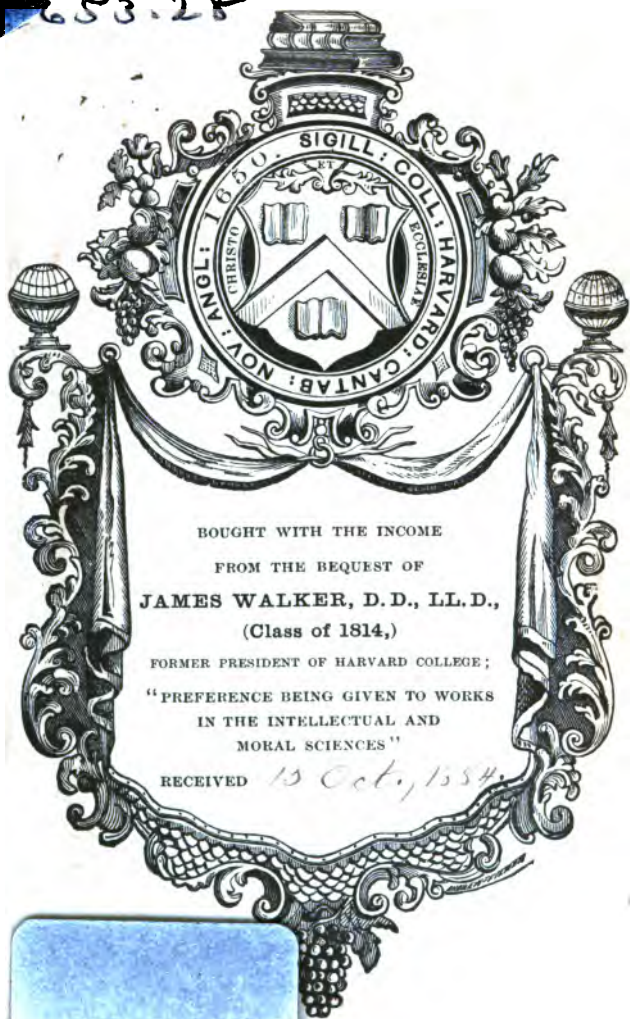 653.25
SIGILL: COLL: HARVARD: CANTAB: NOV: ANGL: 1650.
CHRISTO
ET
ECCLESIAE
BOUGHT WITH THE INCOME
FROM THE BEQUEST OF
JAMES WALKER, D.D., LL.D.,
(Class of 1814,)
FORMER PRESIDENT OF HARVARD COLLEGE;
"PREFERENCE BEING GIVEN TO WORKS
IN THE INTELLECTUAL AND
MORAL SCIENCES"
RECEIVED 15 Oct., 1884.